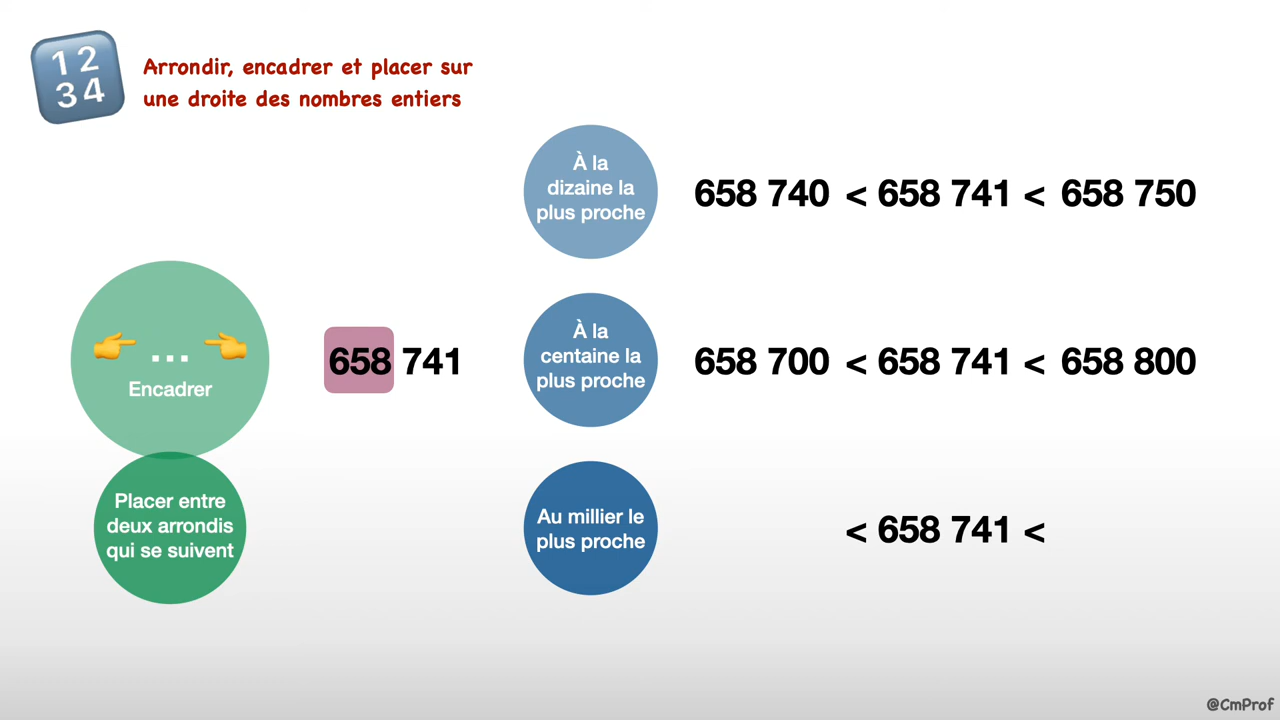 1 2
3 4
Arrondir, encadrer et placer sur
une droite des nombres entiers
À la
dizaine la
plus proche
658 740 < 658 741 < 658 750
...
Encadrer
658 741
À la
centaine la
plus proche
658 700 < 658 741 < 658 800
Placer entre
deux arrondis
qui se suivent
Au millier le
plus proche
< 658 741 <
@CmProf